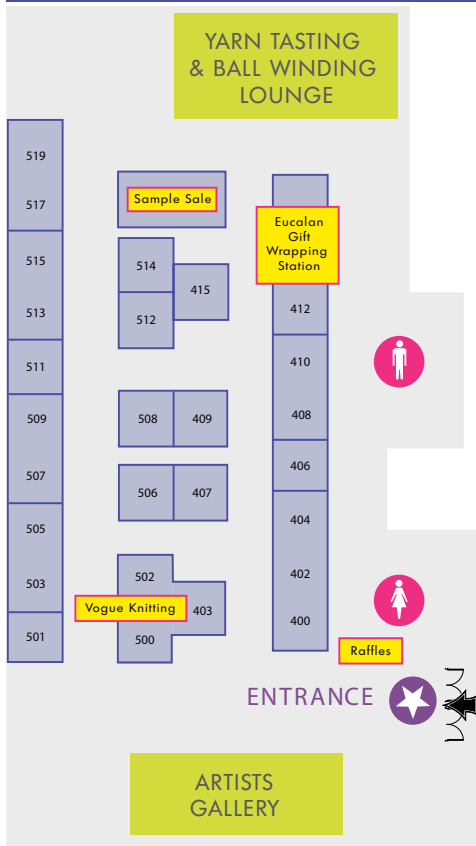 YARN TASTING
& BALL WINDING
LOUNGE
519
517
515
513
511
509
507
505
503
501
Sample Sale
514
512
415
508
409
506
407
502
Vogue Knitting
403
500
Eucalan
Gift
Wrapping
Station
412
410
408
406
404
402
400
Raffles
ENTRANCE
ARTISTS
GALLERY